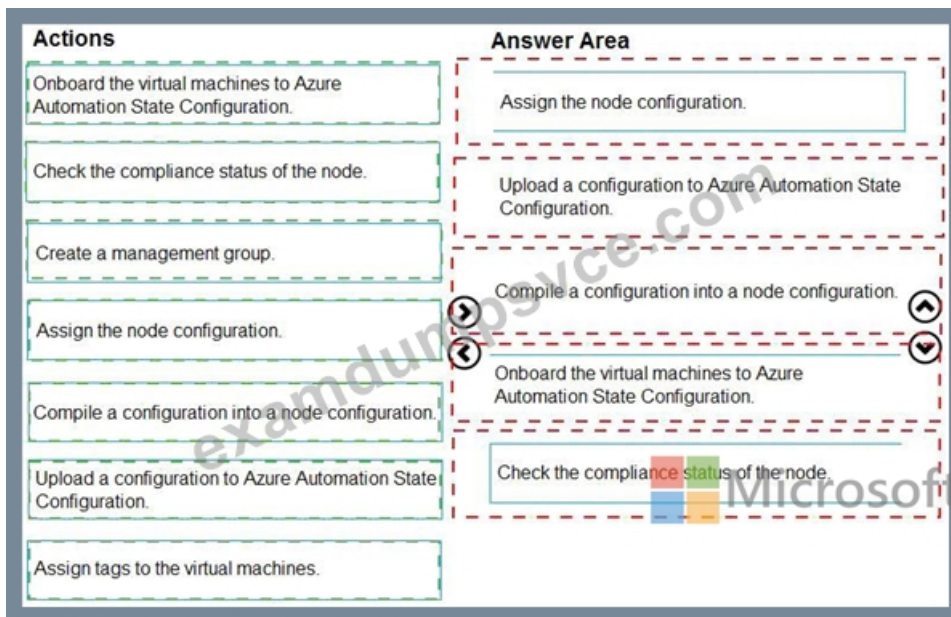 Actions
Onboard the virtual machines to Azure
Automation State Configuration.
Check the compliance status of the node.
Create a management group.
Assign the node configuration.
Compile a configuration into a node configuration.
Upload a configuration to Azure Automation State
Configuration.
Assign tags to the virtual machines.
Answer Area
Assign the node configuration.
Upload a configuration to Azure Automation State
Configuration.
Compile a configuration into a node configuration.
Onboard the virtual machines to Azure
Automation State Configuration.
Check the compliance status of the node.
Microsoft
examdumpsvce.com